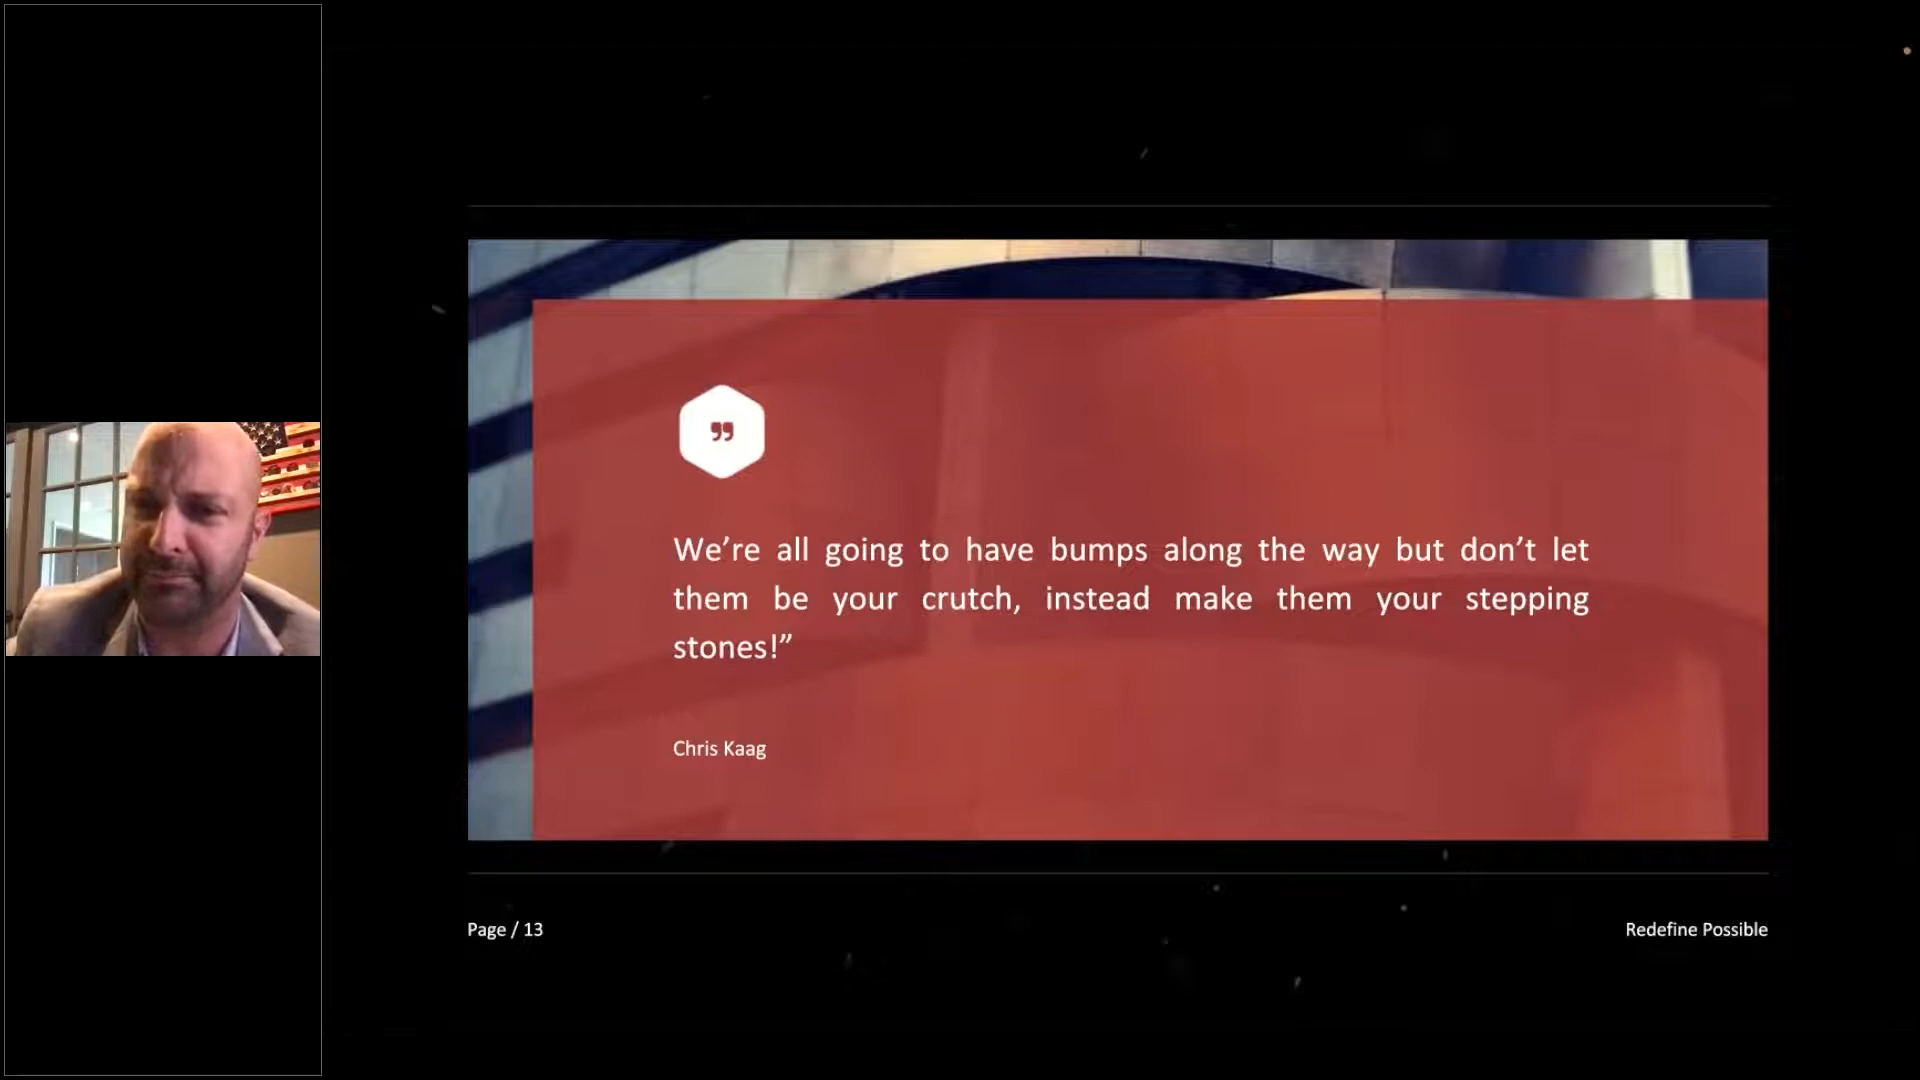 ❞
We’re all going to have bumps along the way but don’t let
them be your crutch, instead make them your stepping
stones!”
Chris Kaag
Page / 13
Redefine Possible